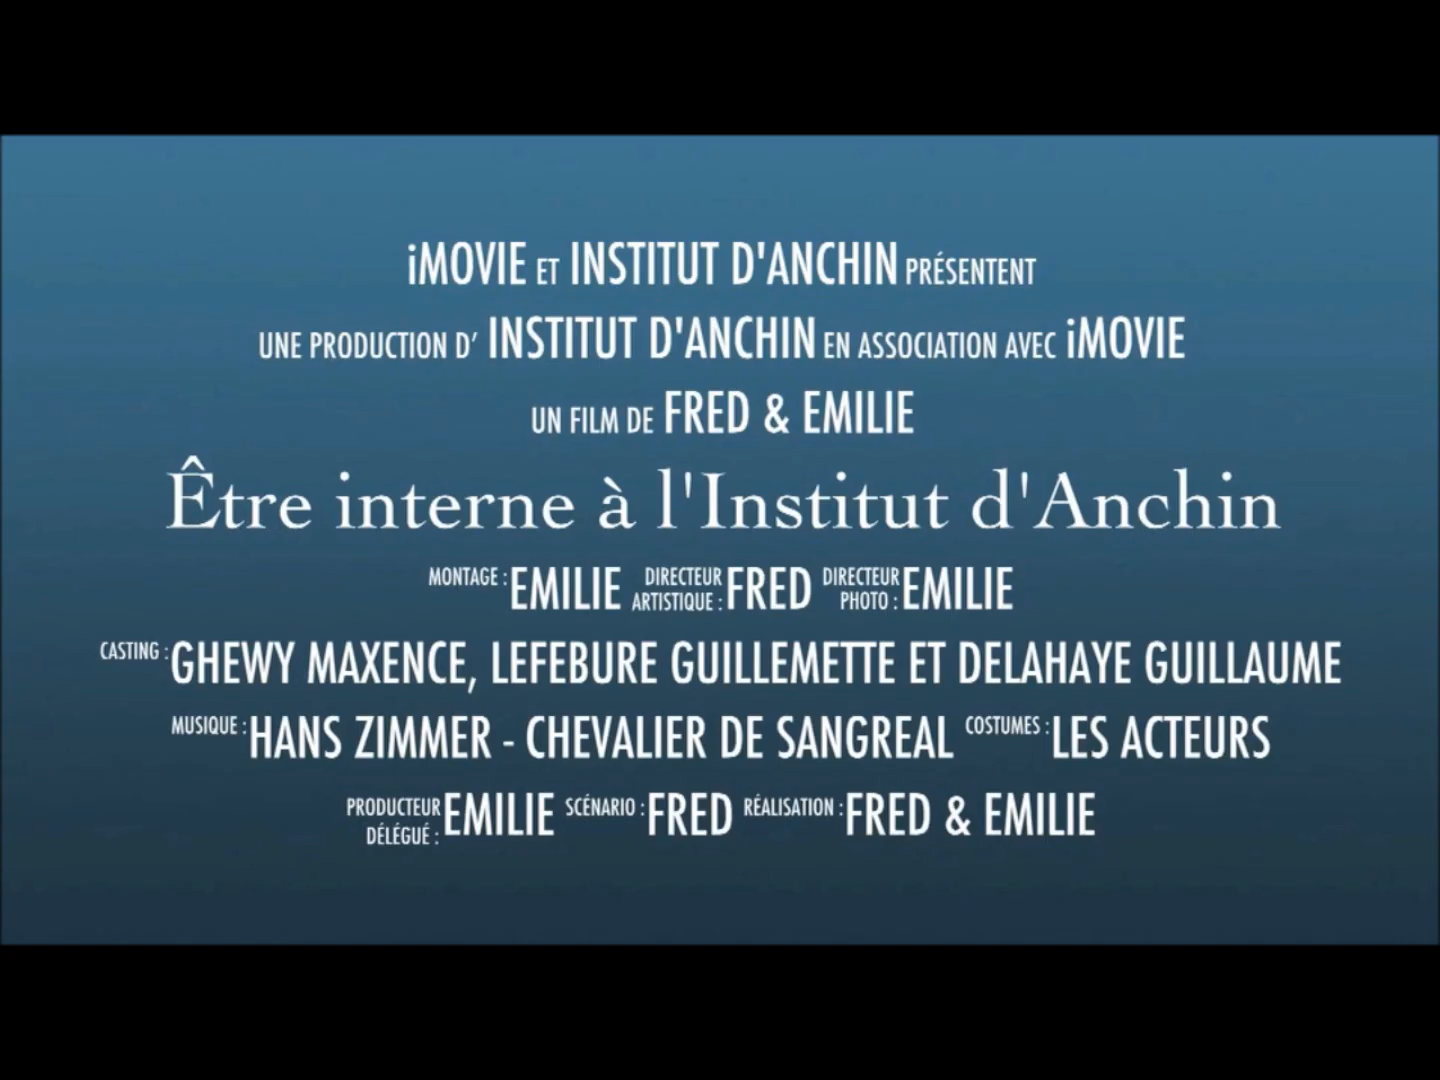 iMOVIE ET INSTITUT D'ANCHIN PRÉSENTENT
UNE PRODUCTION D’ INSTITUT D'ANCHIN EN ASSOCIATION AVEC iMOVIE
UN FILM DE FRED & EMILIE
Être interne à l'Institut d'Anchin
MONTAGE : EMILIE DIRECTEUR ARTISTIQUE : FRED DIRECTEUR PHOTO : EMILIE
CASTING : GHEWY MAXENCE, LEFEBURE GUILLEMETTE ET DELAHAYE GUILLAUME
MUSIQUE : HANS ZIMMER - CHEVALIER DE SANGREAL COSTUMES : LES ACTEURS
PRODUCTEUR DÉLÉGUÉ : EMILIE SCÉNARIO : FRED RÉALISATION : FRED & EMILIE